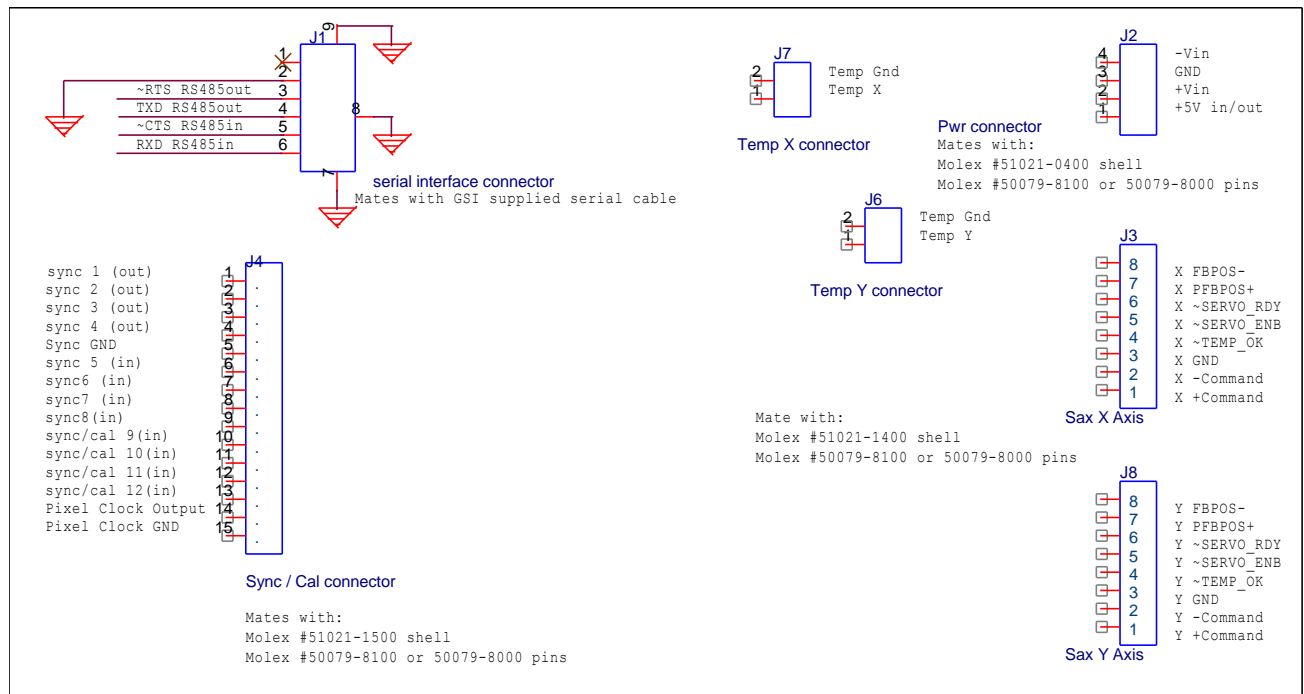 J1
9
1
2
~RTS RS485out 3
TXD RS485out 4
8
~CTS RS485in 5
RXD RS485in 6
7
serial interface connector
Mates with GSI supplied serial cable
J7
2 Temp Gnd
1 Temp X
Temp X connector
J2
4 -Vin
3 GND
2 +Vin
1 +5V in/out
Pwr connector
Mates with:
Molex #51021-0400 shell
Molex #50079-8100 or 50079-8000 pins
J6
2 Temp Gnd
1 Temp Y
Temp Y connector
J4
sync 1 (out) 1
sync 2 (out) 2
sync 3 (out) 3
sync 4 (out) 4
Sync GND 5
sync 5 (in) 6
sync6 (in) 7
sync7 (in) 8
sync8(in) 9
sync/cal 9(in) 10
sync/cal 10(in) 11
sync/cal 11(in) 12
sync/cal 12(in) 13
Pixel Clock Output 14
Pixel Clock GND 15
Sync / Cal connector
Mates with:
Molex #51021-1500 shell
Molex #50079-8100 or 50079-8000 pins
J3
8 X FBPOS-
7 X PFBPOS+
6 X ~SERVO_RDY
5 X ~SERVO_ENB
4 X ~TEMP_OK
3 X GND
2 X -Command
1 X +Command
Sax X Axis
Mate with:
Molex #51021-1400 shell
Molex #50079-8100 or 50079-8000 pins
J8
8 Y FBPOS-
7 Y PFBPOS+
6 Y ~SERVO_RDY
5 Y ~SERVO_ENB
4 Y ~TEMP_OK
3 Y GND
2 Y -Command
1 Y +Command
Sax Y Axis